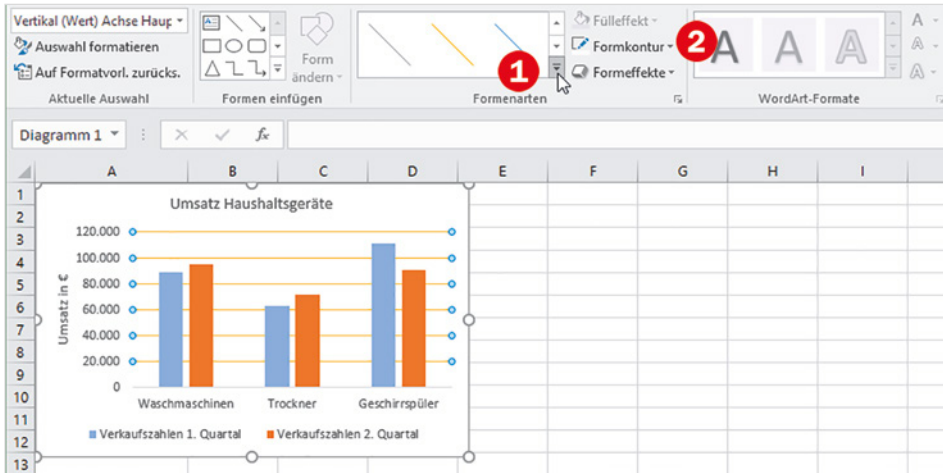 Vertikal (Wert) Achse Haup
Auswahl formatieren
Auf Formatvorl. zurücks.
Aktuelle Auswahl
Form
ändern
Formen einfügen
1
Fülleffekt
Formkontur
Formeffekte
Formenarten
2
A A A
WordArt-Formate
A
A
A
Diagramm 1
fx
A B C D E F G H I
1
2
3
4
5
6
7
8
9
10
11
12
13
Umsatz Haushaltsgeräte
Umsatz in €
120.000
100.000
80.000
60.000
40.000
20.000
0
Waschmaschinen Trockner Geschirrspüler
Verkaufszahlen 1. Quartal Verkaufszahlen 2. Quartal